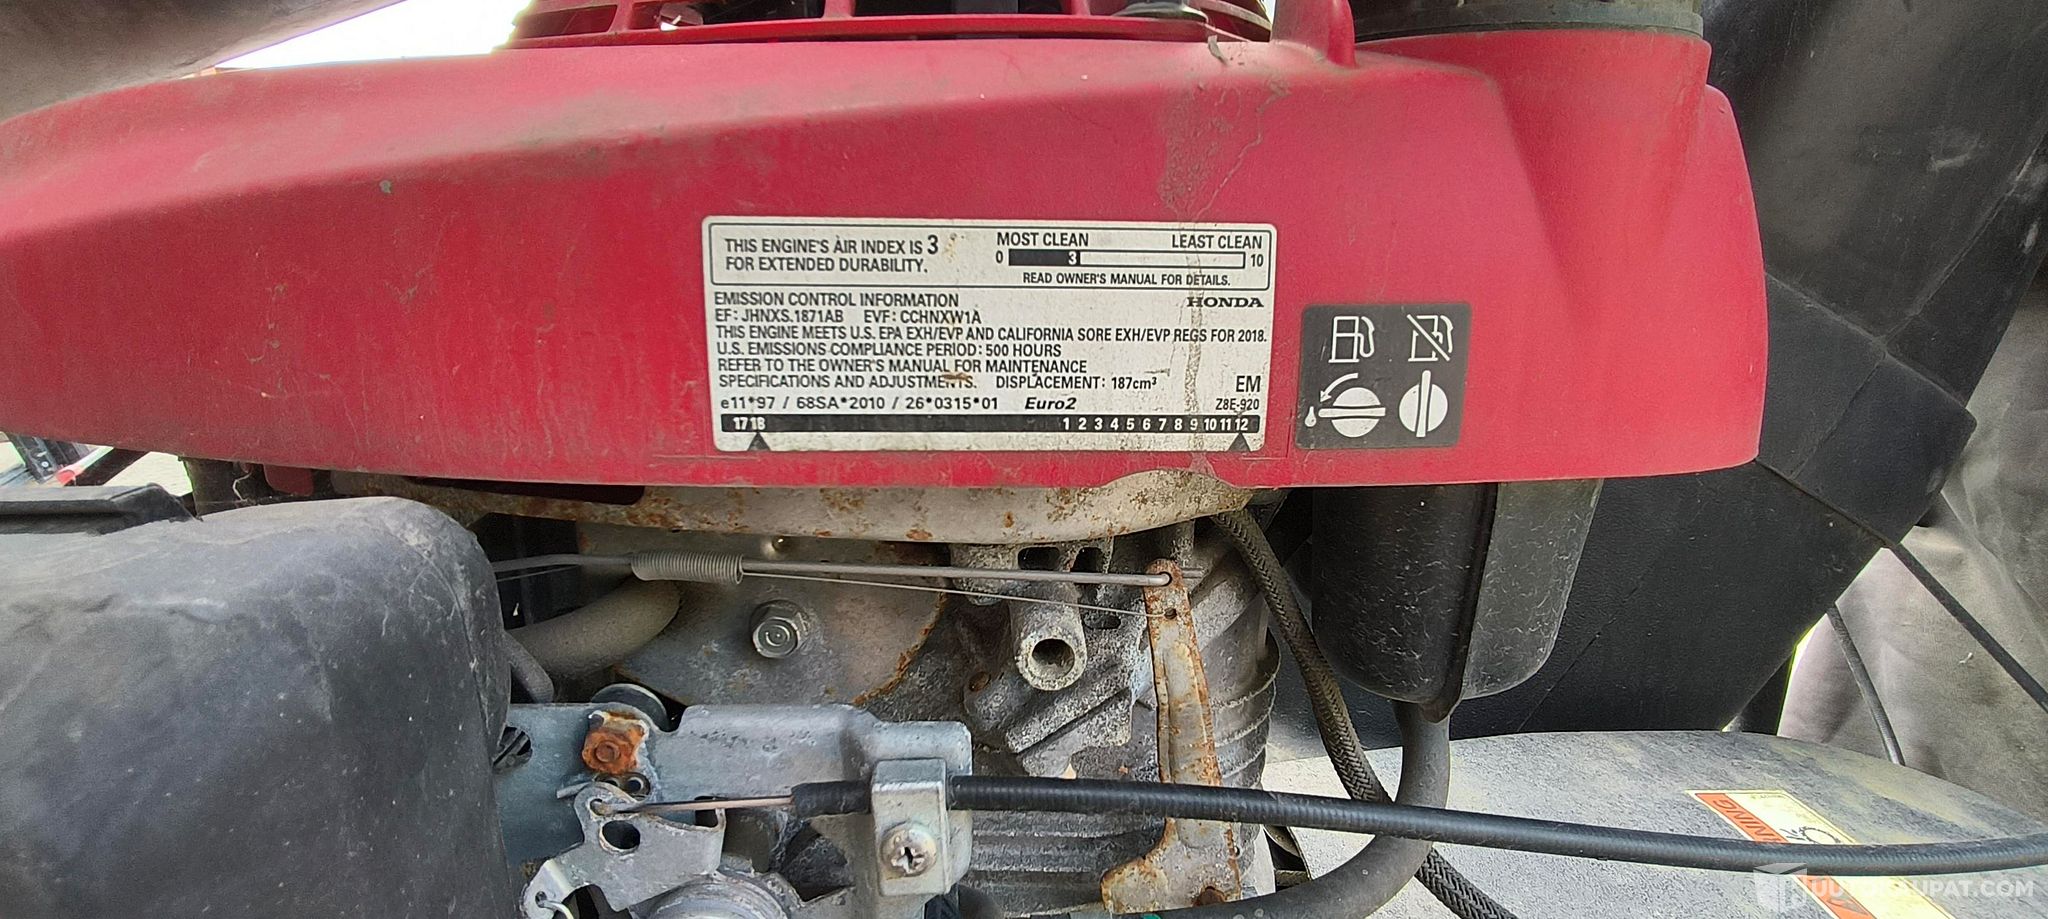 THIS ENGINE'S AIR INDEX IS 3
FOR EXTENDED DURABILITY.
MOST CLEAN LEAST CLEAN
0 3 10
READ OWNER'S MANUAL FOR DETAILS.
EMISSION CONTROL INFORMATION HONDA
EF: JHNXS.1871AB EVF: CCHNXW1A
THIS ENGINE MEETS U.S. EPA EXH/EVP AND CALIFORNIA SORE EXH/EVP REGS FOR 2018.
U.S. EMISSIONS COMPLIANCE PERIOD: 500 HOURS
REFER TO THE OWNER'S MANUAL FOR MAINTENANCE
SPECIFICATIONS AND ADJUSTMENTS. DISPLACEMENT: 187cm³ EM
e11*97 / 68SA*2010 / 26*0315*01 Euro2 Z8E-920
17 18 1 2 3 4 5 6 7 8 9 10 11 12